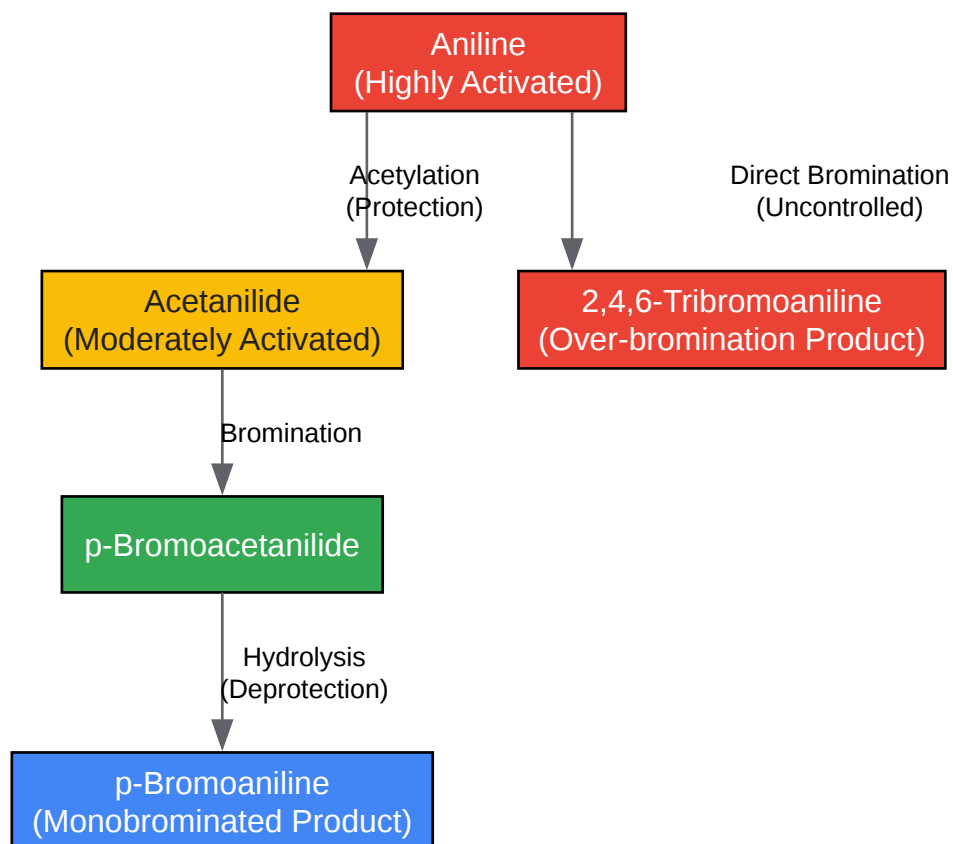 Aniline
(Highly Activated)
Acetylation
(Protection)
Direct Bromination
(Uncontrolled)
Acetanilide
(Moderately Activated)
2,4,6-Tribromoaniline
(Over-bromination Product)
Bromination
p-Bromoacetanilide
Hydrolysis
(Deprotection)
p-Bromoaniline
(Monobrominated Product)